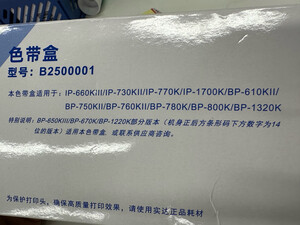 色带盒
型号：B2500001
本色带盒适用于：IP-660KIII/IP-730KII/IP-770K/IP-1700K/BP-610KII/
BP-750KII/BP-760KII/BP-780K/BP-800K/BP-1320K
特别说明：BP-650KIII/BP-670K/BP-1220K部分版本（机身正后方条形码下方数字为14
位的版本）适用本色带盒，或联系供应商咨询。
为保护打印头，提高并保证打印效果，请使用实达正品耗材